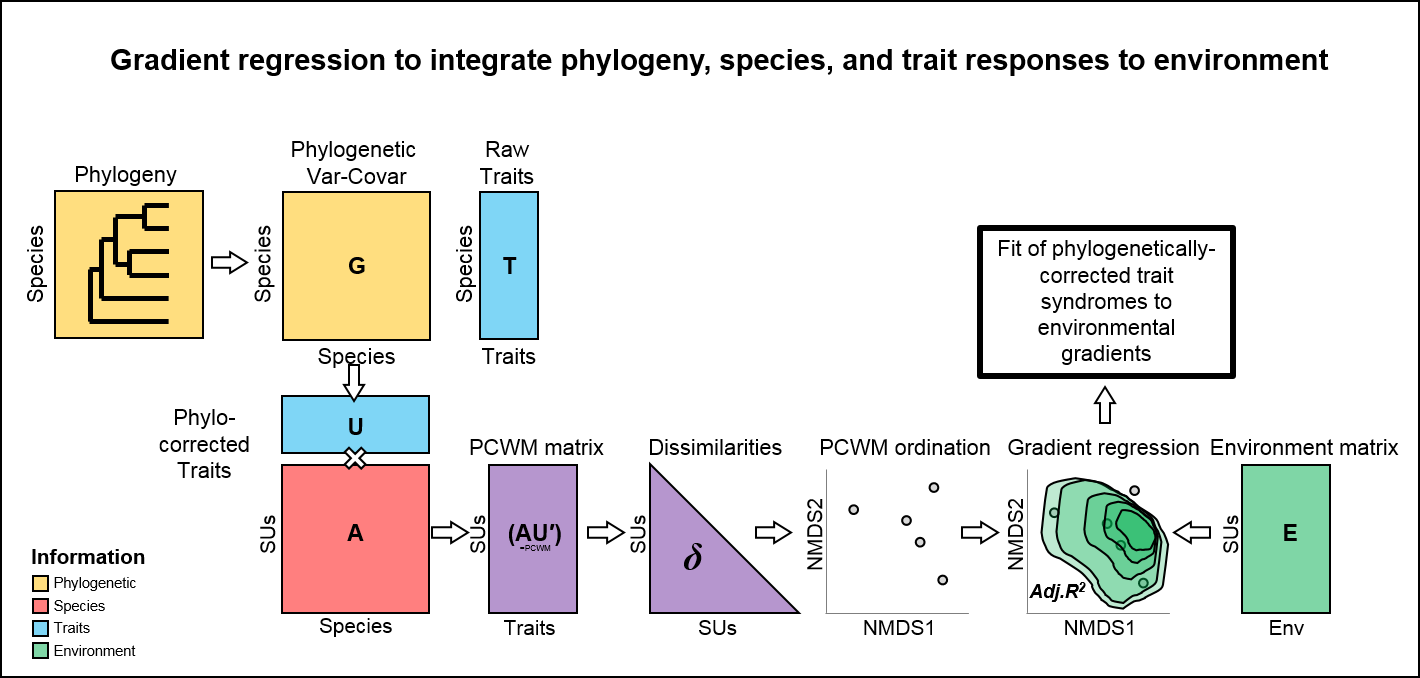 Gradient regression to integrate phylogeny, species, and trait responses to environment
Phylogeny
Species
Phylogenetic
Var-Covar
Species
G
Species
Raw
Traits
Species
T
Traits
Fit of phylogenetically-
corrected trait
syndromes to
environmental
gradients
Phylo-
corrected
Traits
U
SUs
A
Species
PCWM matrix
SUs
(AU′)
=PCWM
Traits
Dissimilarities
SUs
δ
SUs
PCWM ordination
NMDS2
NMDS1
Gradient regression
NMDS2
Adj.R²
NMDS1
Environment matrix
SUs
E
Env
Information
Phylogenetic
Species
Traits
Environment